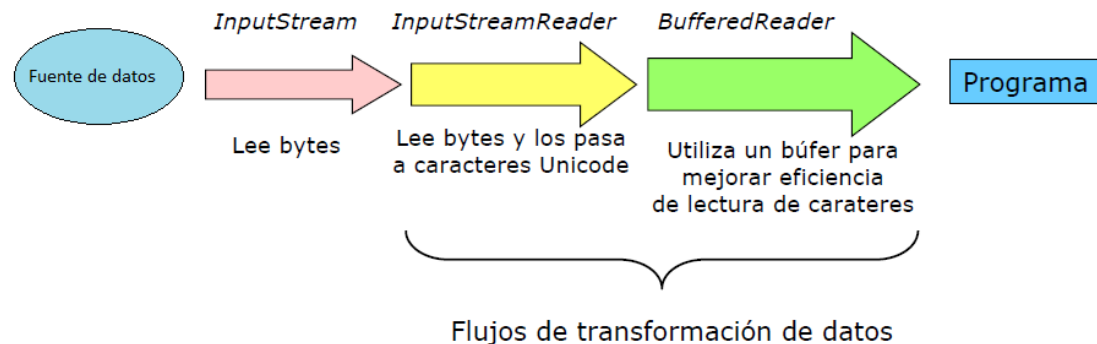 InputStream
InputStreamReader
BufferedReader
Fuente de datos
Programa
Lee bytes
Lee bytes y los pasa
a caracteres Unicode
Utiliza un búfer para
mejorar eficiencia
de lectura de carateres
Flujos de transformación de datos